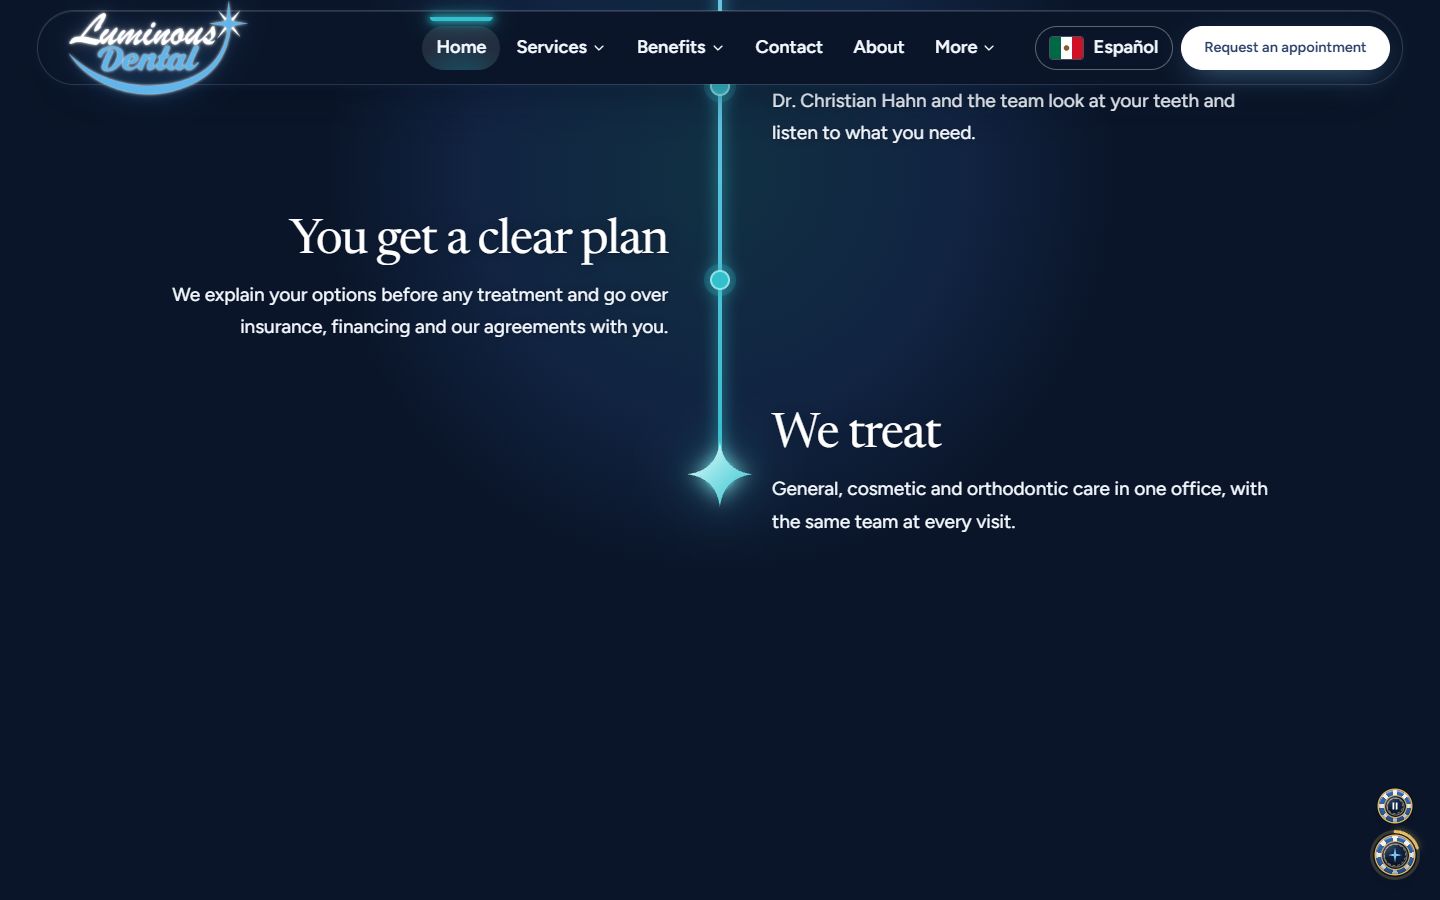 Luminous
Dental
Home
Services
Benefits
Contact
About
More
Español
Request an appointment
Dr. Christian Hahn and the team look at your teeth and
listen to what you need.
You get a clear plan
We explain your options before any treatment and go over
insurance, financing and our agreements with you.
We treat
General, cosmetic and orthodontic care in one office, with
the same team at every visit.